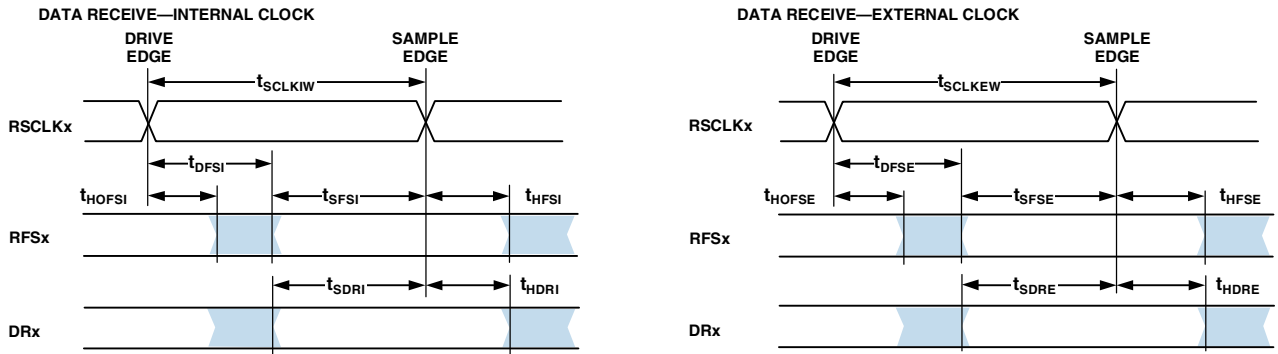 DATA RECEIVE—INTERNAL CLOCK
DRIVE
EDGE
SAMPLE
EDGE
tSCLKIW
RSCLKx
tDFSI
tHOFSI
tSFSI
tHFSI
RFSx
tSDRI
tHDRI
DRx
DATA RECEIVE—EXTERNAL CLOCK
DRIVE
EDGE
SAMPLE
EDGE
tSCLKEW
RSCLKx
tDFSE
tHOFSE
tSFSE
tHFSE
RFSx
tSDRE
tHDRE
DRx